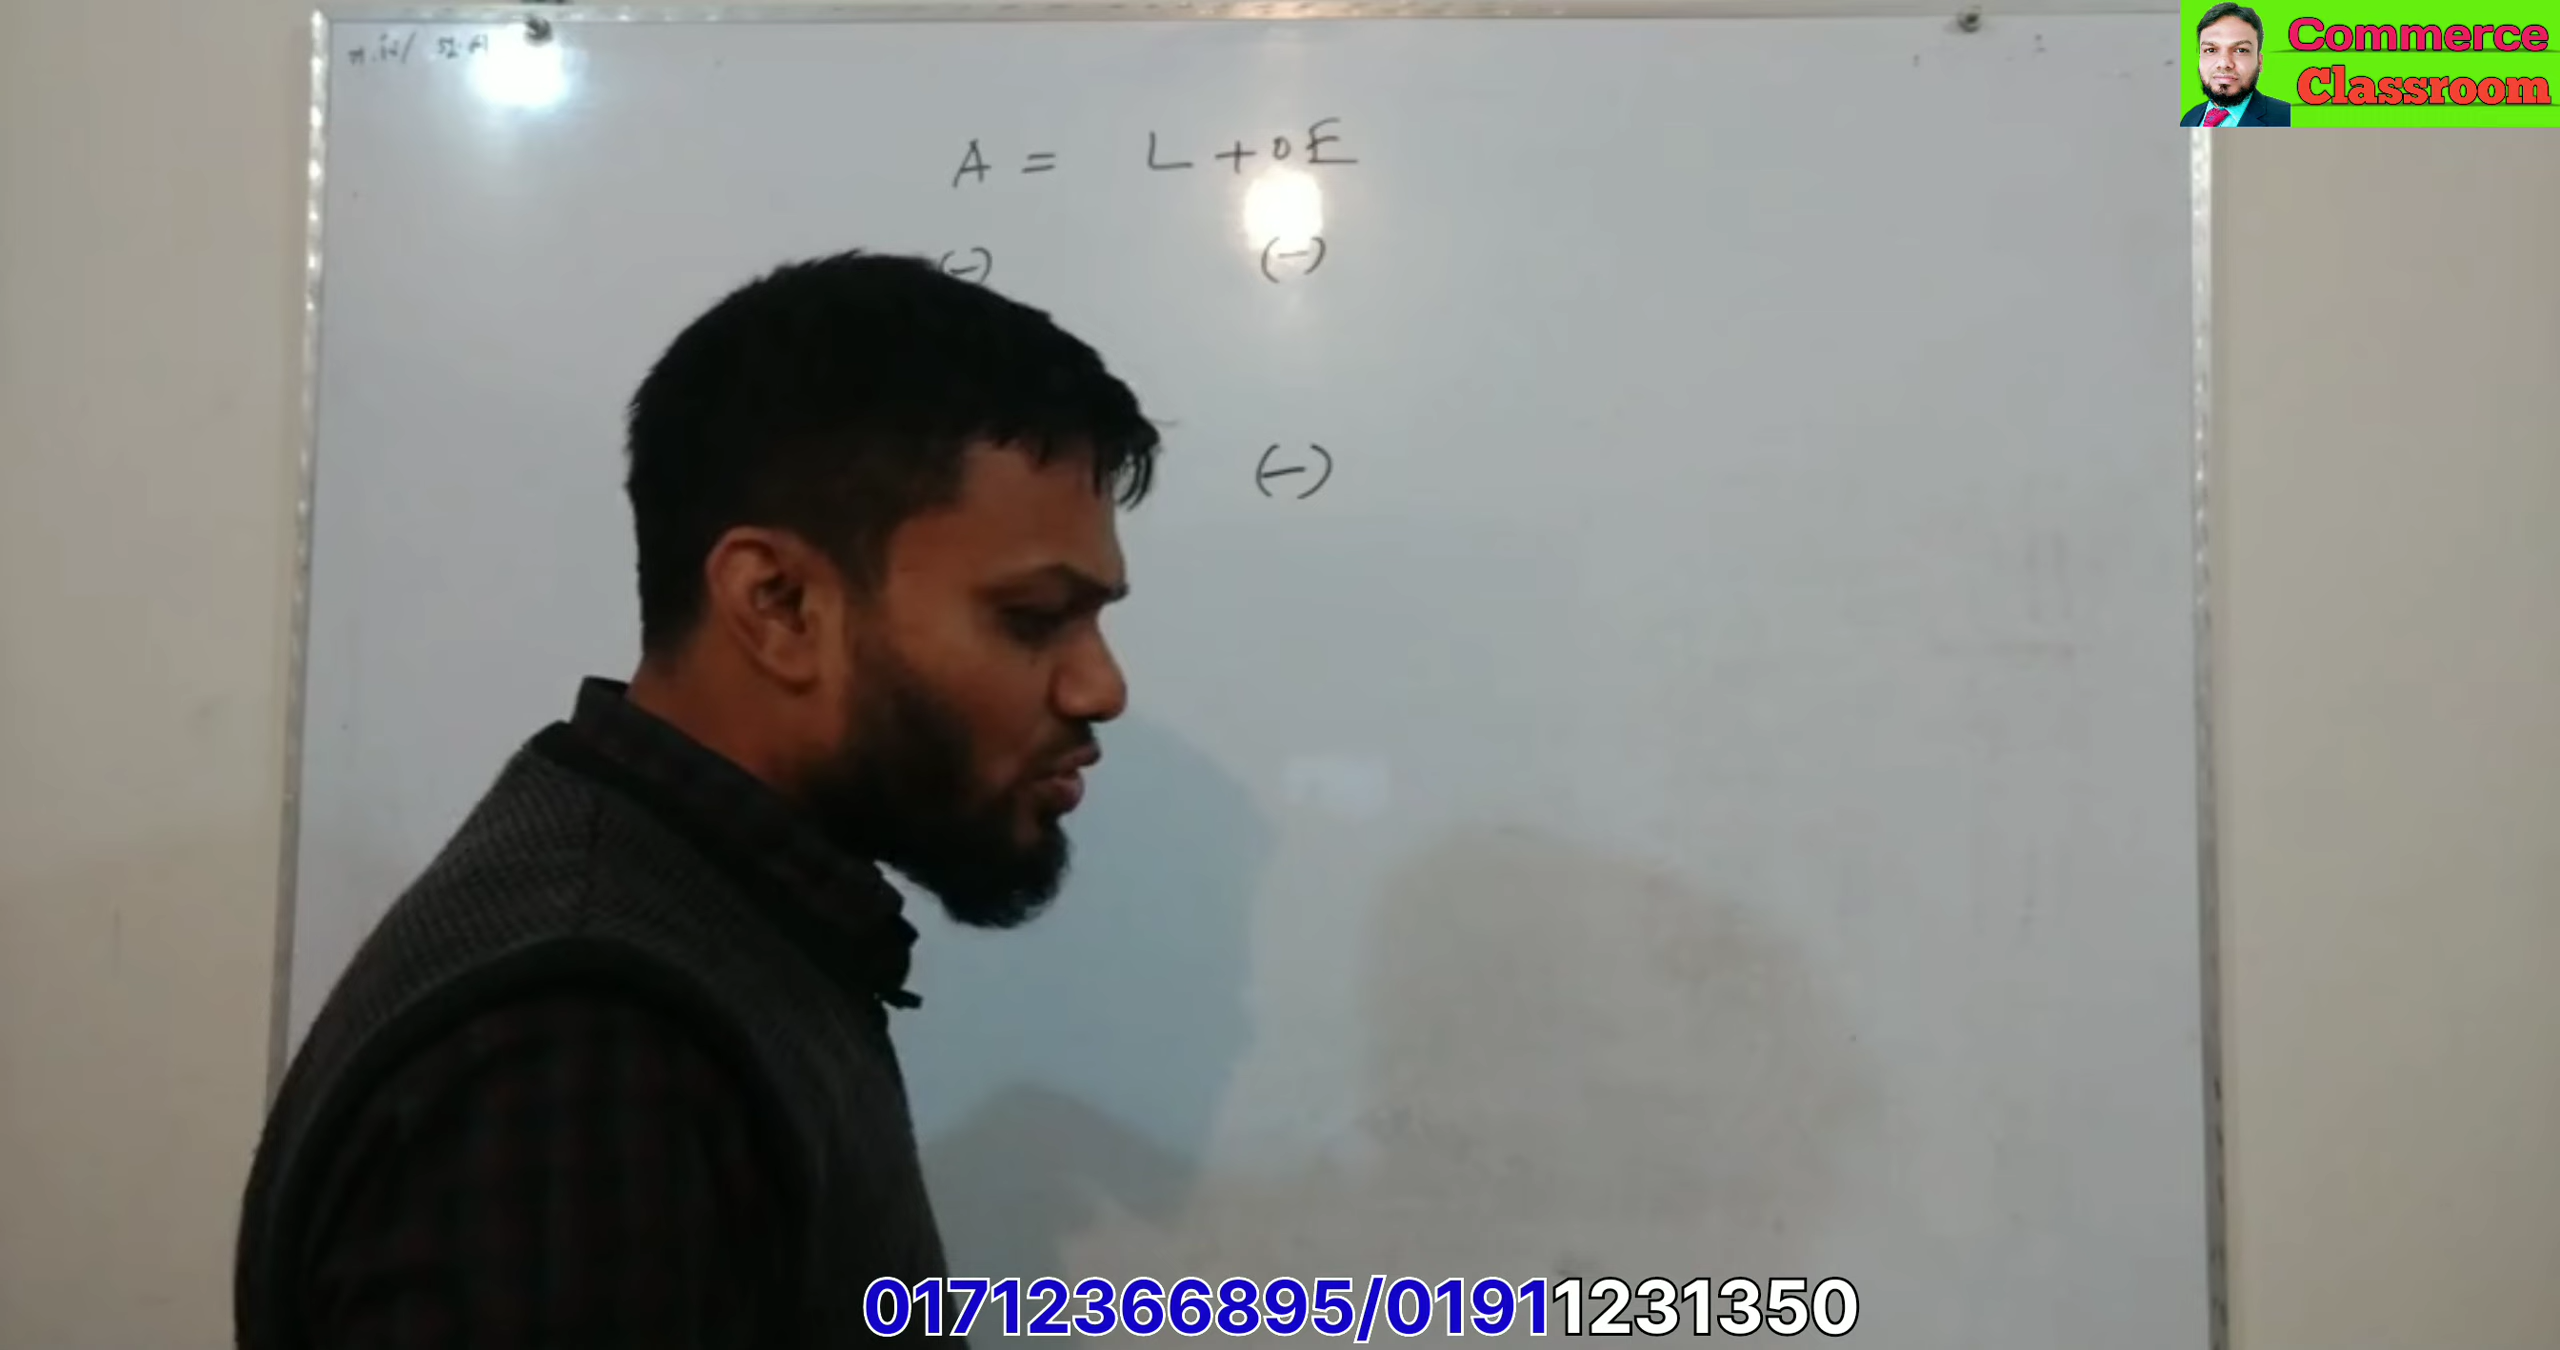 Commerce
Classroom
A = L + OE
(-) (-)
(-)
01712366895/01911231350